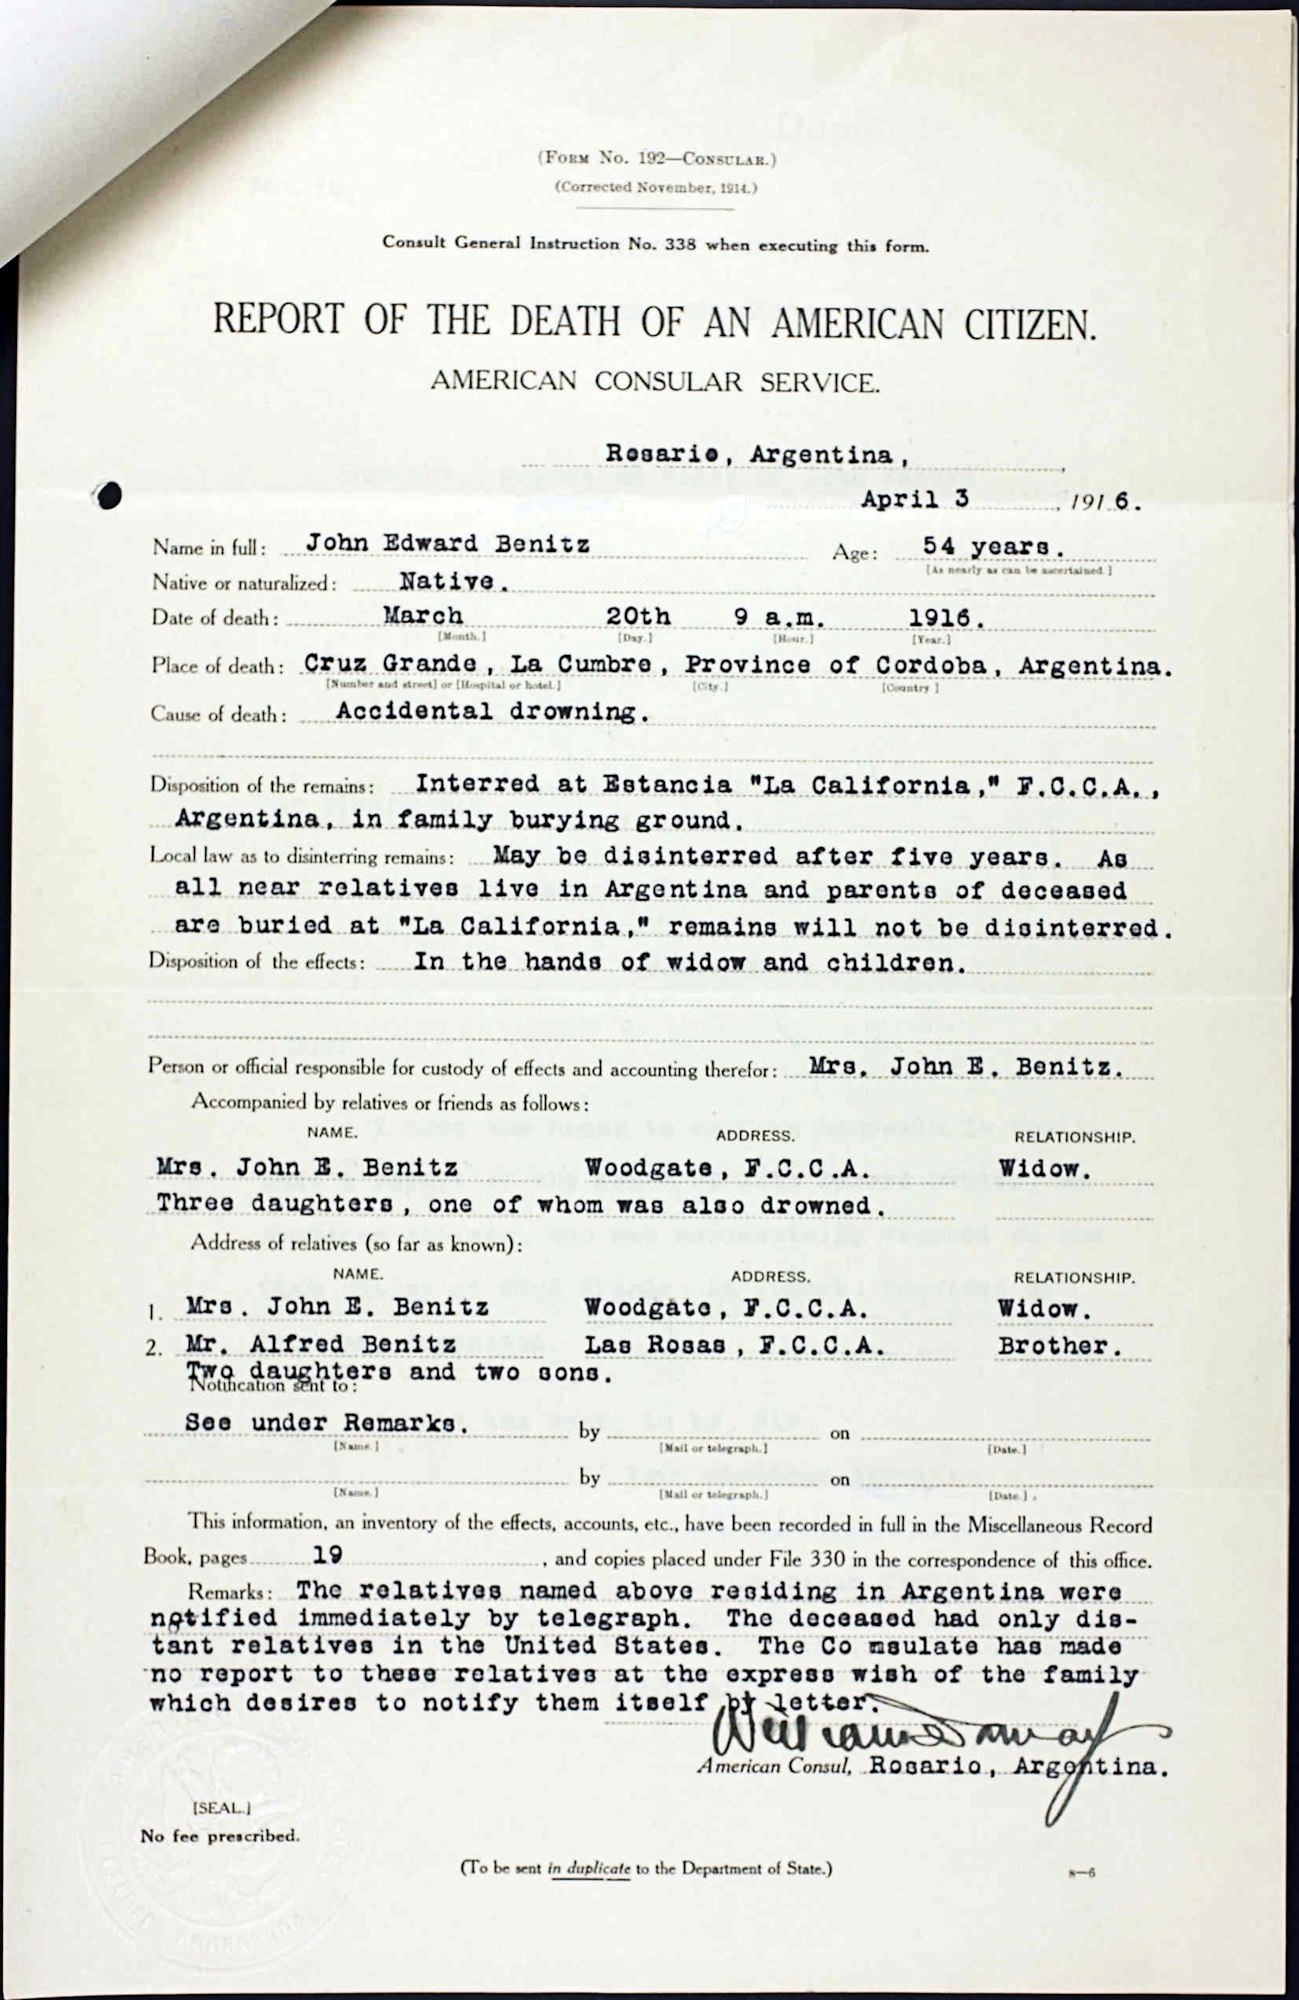 (Form No. 192—Consular.)
(Corrected November, 1914.)
Consult General Instruction No. 338 when executing this form.
REPORT OF THE DEATH OF AN AMERICAN CITIZEN.
AMERICAN CONSULAR SERVICE.
Rosario, Argentina,
April 3, 1916.
Name in full: John Edward Benitz Age: 54 years.
[As nearly as can be ascertained.]
Native or naturalized: Native.
Date of death: March 20th 9 a.m. 1916.
[Month.] [Day.] [Hour.] [Year.]
Place of death: Cruz Grande, La Cumbre, Province of Cordoba, Argentina.
[Number and street] or [Hospital or hotel.] [City.] [Country]
Cause of death: Accidental drowning.
Disposition of the remains: Interred at Estancia "La California," F.C.C.A.,
Argentina, in family burying ground.
Local law as to disinterring remains: May be disinterred after five years. As
all near relatives live in Argentina and parents of deceased
are buried at "La California," remains will not be disinterred.
Disposition of the effects: In the hands of widow and children.
Person or official responsible for custody of effects and accounting therefor: Mrs. John E. Benitz.
Accompanied by relatives or friends as follows:
NAME. ADDRESS. RELATIONSHIP.
Mrs. John E. Benitz Woodgate, F.C.C.A. Widow.
Three daughters, one of whom was also drowned.
Address of relatives (so far as known):
NAME. ADDRESS. RELATIONSHIP.
1. Mrs. John E. Benitz Woodgate, F.C.C.A. Widow.
2. Mr. Alfred Benitz Las Rosas, F.C.C.A. Brother.
Two daughters and two sons.
Notification sent to:
See under Remarks. by on
[Name.] [Mail or telegraph.] [Date.]
by on
[Name.] [Mail or telegraph.] [Date.]
This information, an inventory of the effects, accounts, etc., have been recorded in full in the Miscellaneous Record
Book, pages 19, and copies placed under File 330 in the correspondence of this office.
Remarks: The relatives named above residing in Argentina were
notified immediately by telegraph. The deceased had only dis-
tant relatives in the United States. The Co nsulate has made
no report to these relatives at the express wish of the family
which desires to notify them itself by letter.
American Consul, Rosario, Argentina.
[SEAL.]
No fee prescribed.
(To be sent in duplicate to the Department of State.)
8—6